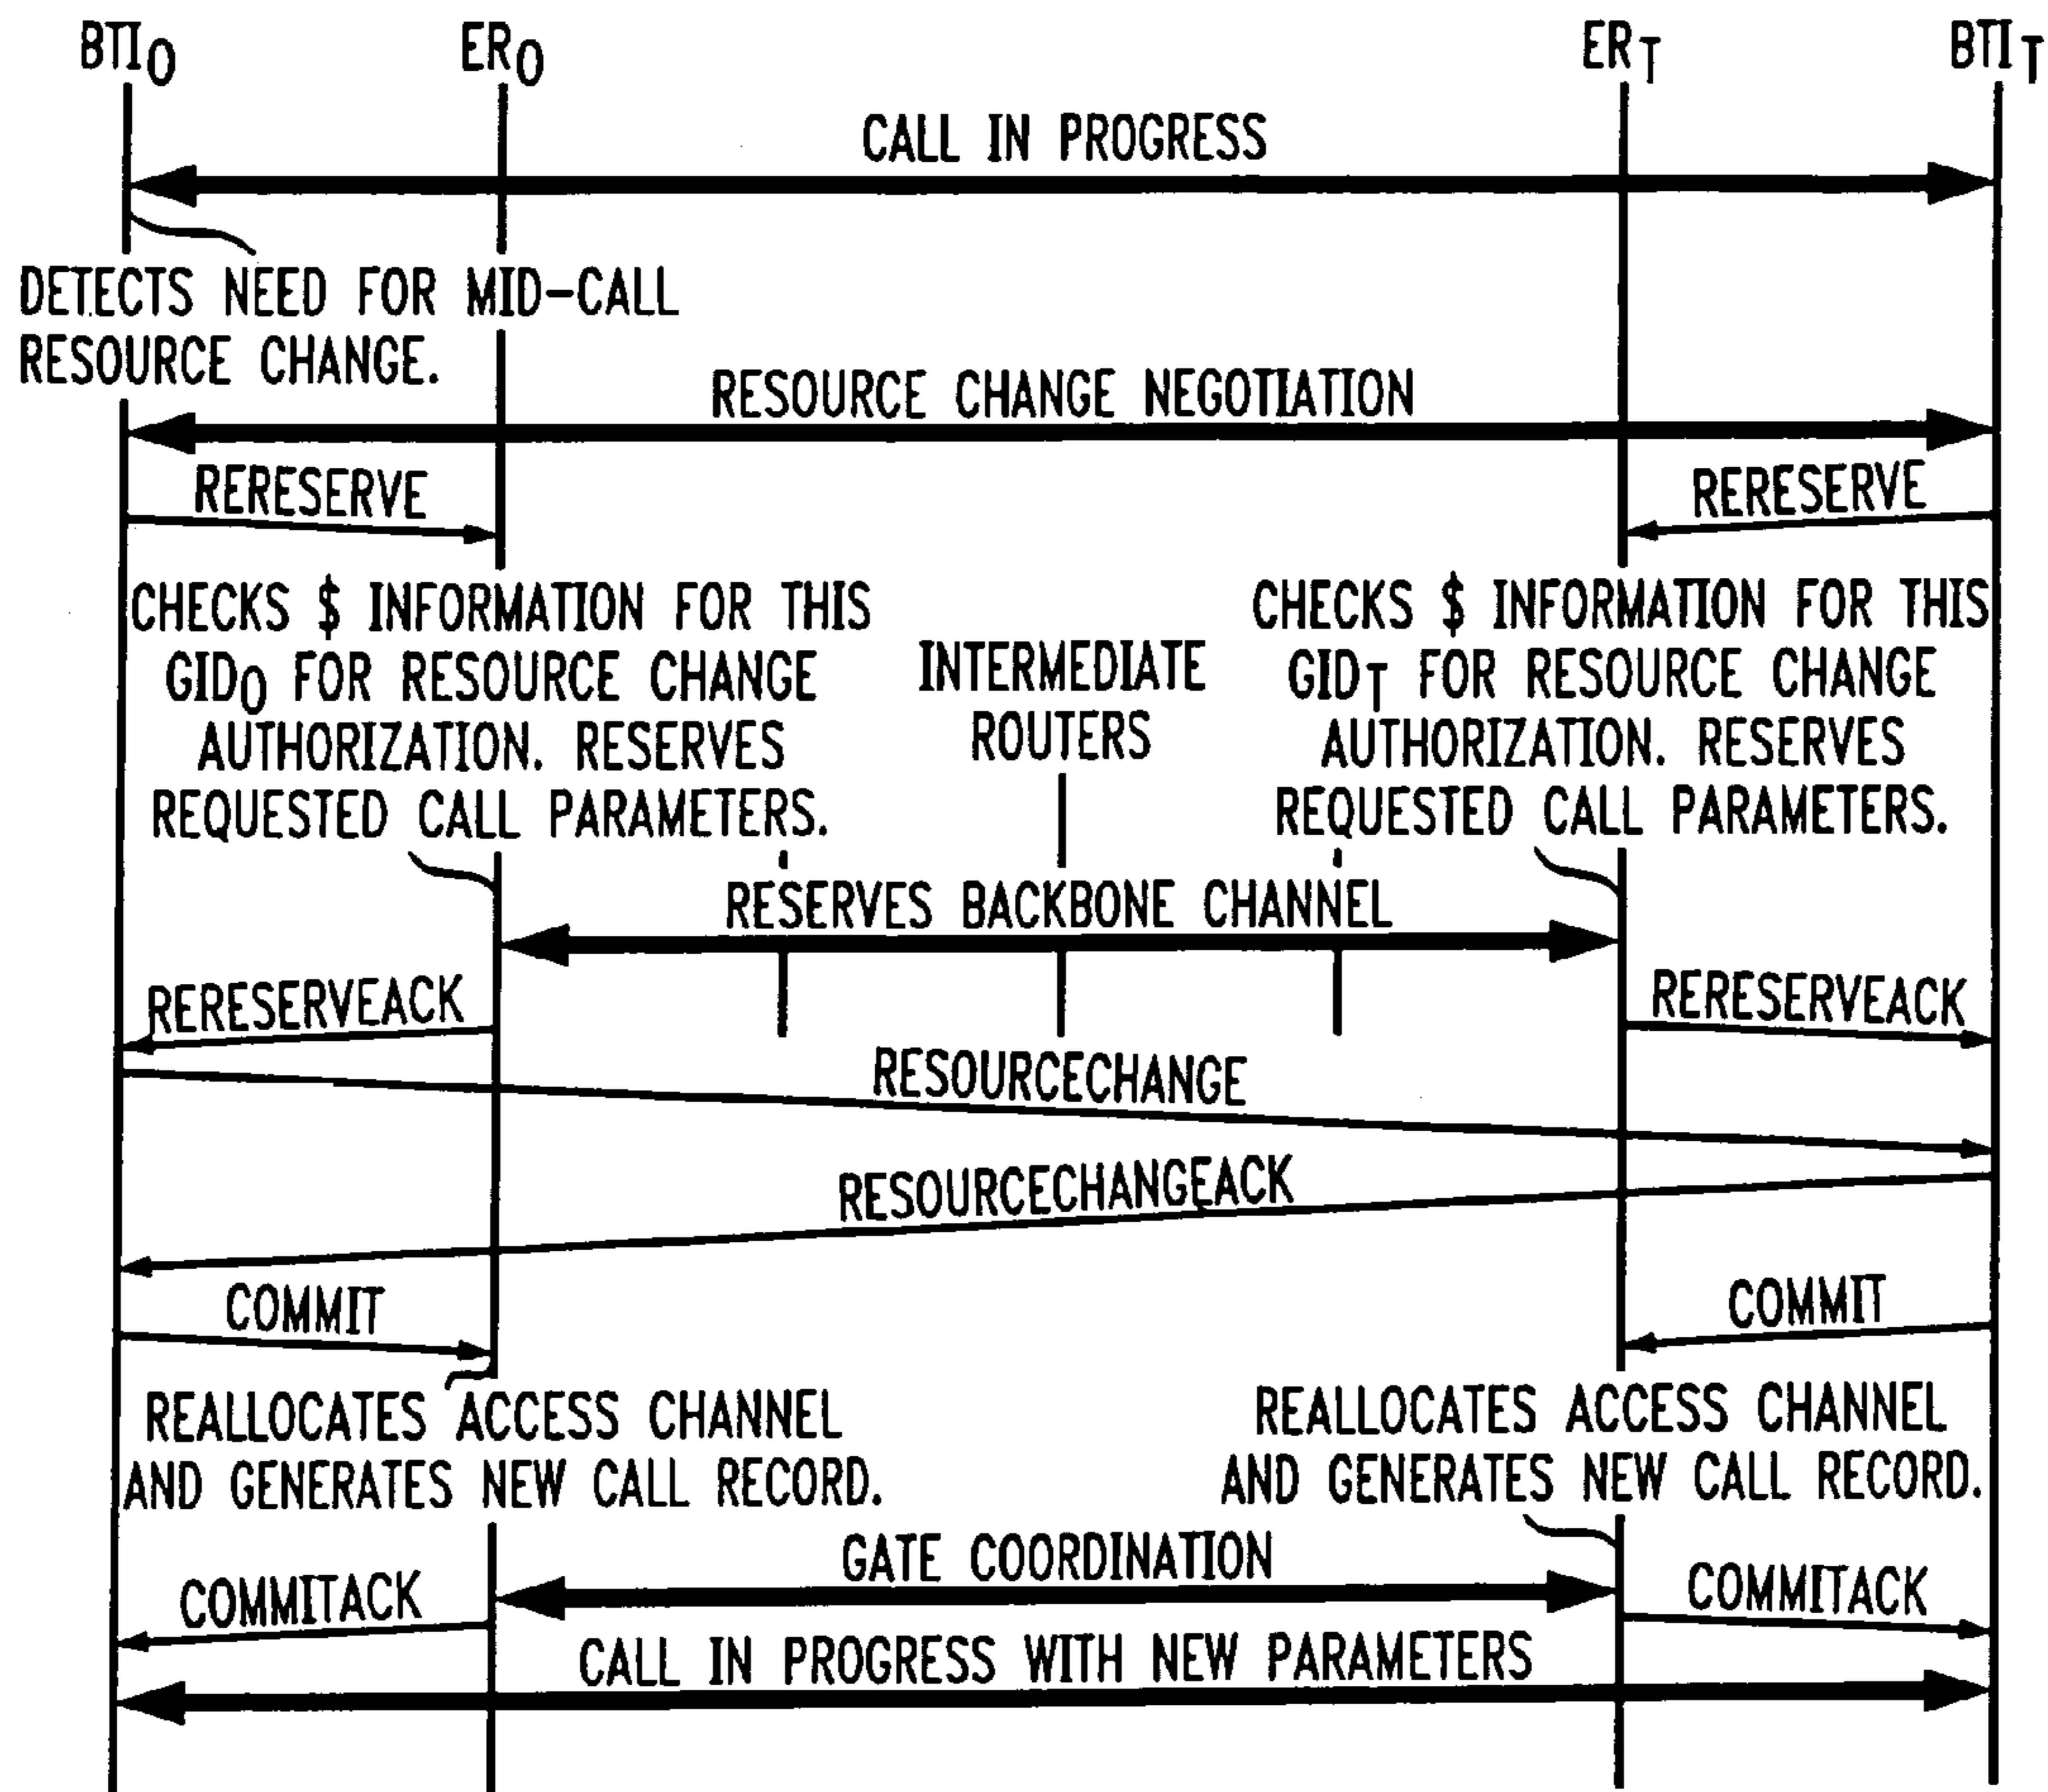 BTIO ERO ERT BTIT
CALL IN PROGRESS
DETECTS NEED FOR MID-CALL
RESOURCE CHANGE.
RESOURCE CHANGE NEGOTIATION
RERESERVE RERESERVE
CHECKS $ INFORMATION FOR THIS
GIDO FOR RESOURCE CHANGE
AUTHORIZATION. RESERVES
REQUESTED CALL PARAMETERS.
INTERMEDIATE
ROUTERS
CHECKS $ INFORMATION FOR THIS
GIDT FOR RESOURCE CHANGE
AUTHORIZATION. RESERVES
REQUESTED CALL PARAMETERS.
RESERVES BACKBONE CHANNEL
RERESERVEACK RERESERVEACK
RESOURCECHANGE
RESOURCECHANGEACK
COMMIT COMMIT
REALLOCATES ACCESS CHANNEL
AND GENERATES NEW CALL RECORD.
REALLOCATES ACCESS CHANNEL
AND GENERATES NEW CALL RECORD.
GATE COORDINATION
COMMITACK COMMITACK
CALL IN PROGRESS WITH NEW PARAMETERS